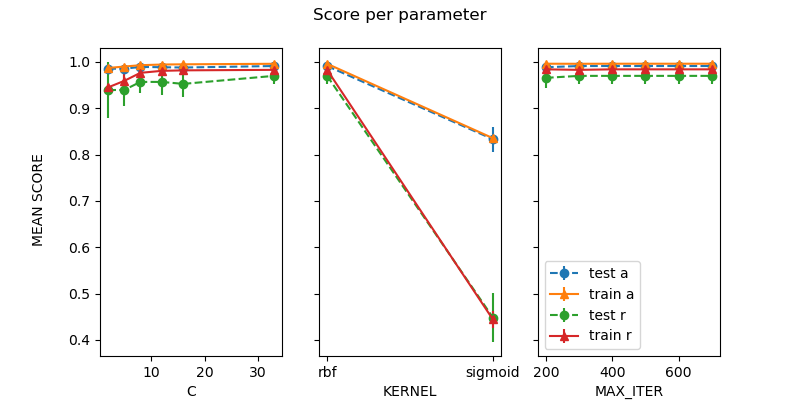 Score per parameter
MEAN SCORE
1.0
0.9
0.8
0.7
0.6
0.5
0.4
10 20 30
C
rbf sigmoid
KERNEL
200 400 600
MAX_ITER
test a
train a
test r
train r